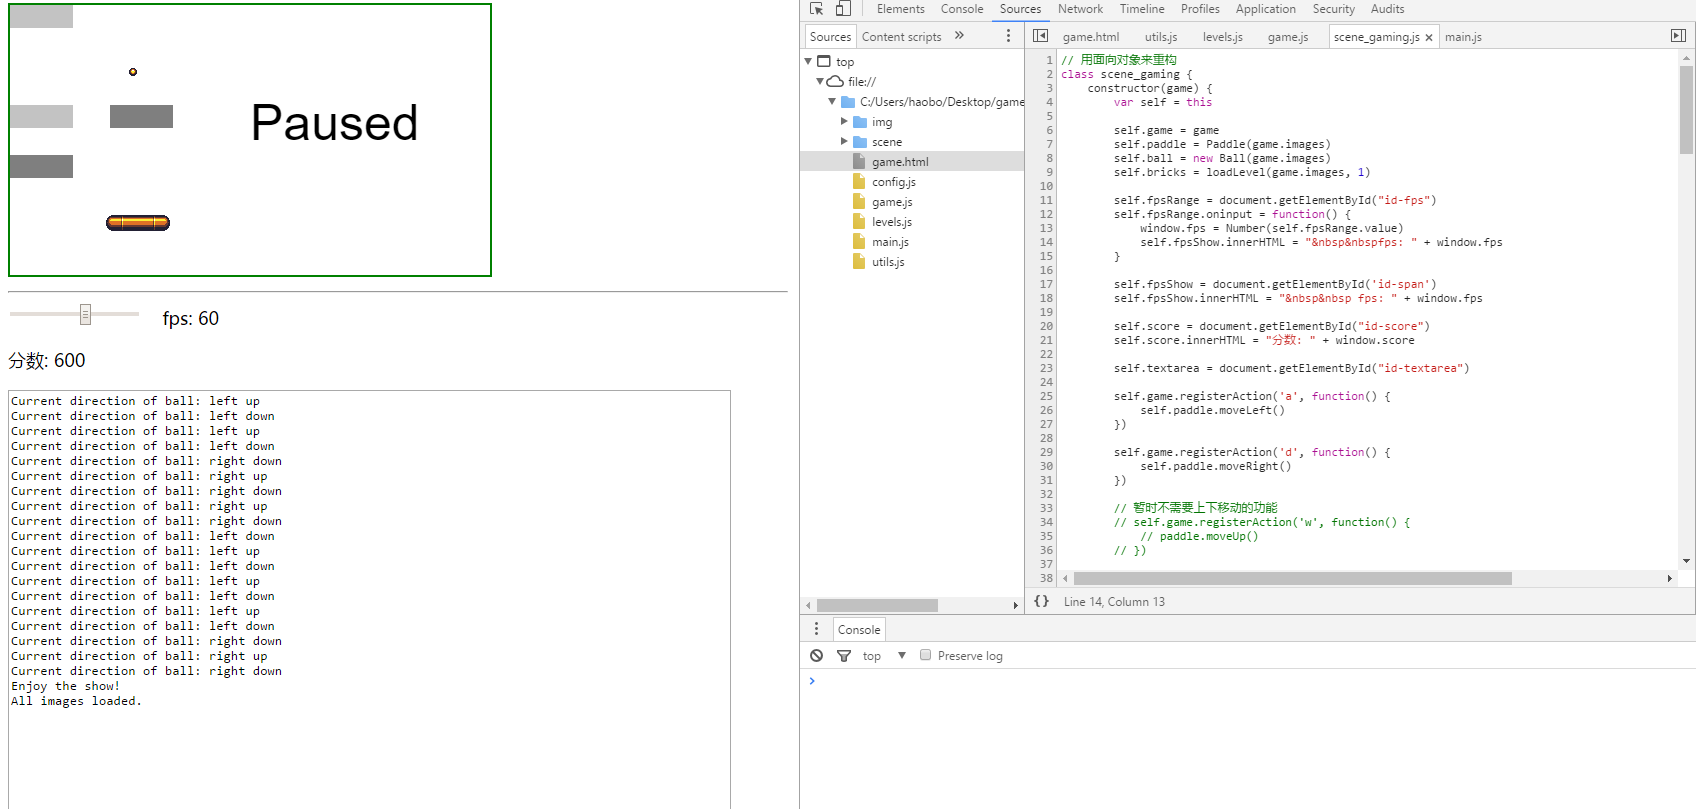 Paused
fps: 60
分数: 600
Current direction of ball: left up
Current direction of ball: left down
Current direction of ball: left up
Current direction of ball: left down
Current direction of ball: right down
Current direction of ball: right up
Current direction of ball: right down
Current direction of ball: right up
Current direction of ball: right down
Current direction of ball: left down
Current direction of ball: left up
Current direction of ball: left down
Current direction of ball: left up
Current direction of ball: left down
Current direction of ball: left up
Current direction of ball: left down
Current direction of ball: right down
Current direction of ball: right up
Current direction of ball: right down
Enjoy the show!
All images loaded.
Elements Console Sources Network Timeline Profiles Application Security Audits
Sources Content scripts »
top
file://
C:/Users/haobo/Desktop/game
img
scene
game.html
config.js
game.js
levels.js
main.js
utils.js
game.html utils.js levels.js game.js scene_gaming.js × main.js
1 // 用面向对象来重构
2 class scene_gaming {
3 constructor(game) {
4 var self = this
5
6 self.game = game
7 self.paddle = Paddle(game.images)
8 self.ball = new Ball(game.images)
9 self.bricks = loadLevel(game.images, 1)
10
11 self.fpsRange = document.getElementById("id-fps")
12 self.fpsRange.oninput = function() {
13 window.fps = Number(self.fpsRange.value)
14 self.fpsShow.innerHTML = "&nbsp&nbspfps: " + window.fps
15 }
16
17 self.fpsShow = document.getElementById('id-span')
18 self.fpsShow.innerHTML = "&nbsp&nbsp fps: " + window.fps
19
20 self.score = document.getElementById("id-score")
21 self.score.innerHTML = "分数: " + window.score
22
23 self.textarea = document.getElementById("id-textarea")
24
25 self.game.registerAction('a', function() {
26 self.paddle.moveLeft()
27 })
28
29 self.game.registerAction('d', function() {
30 self.paddle.moveRight()
31 })
32
33 // 暂时不需要上下移动的功能
34 // self.game.registerAction('w', function() {
35 // paddle.moveUp()
36 // })
37
38
{} Line 14, Column 13
Console
top ▼ Preserve log
>